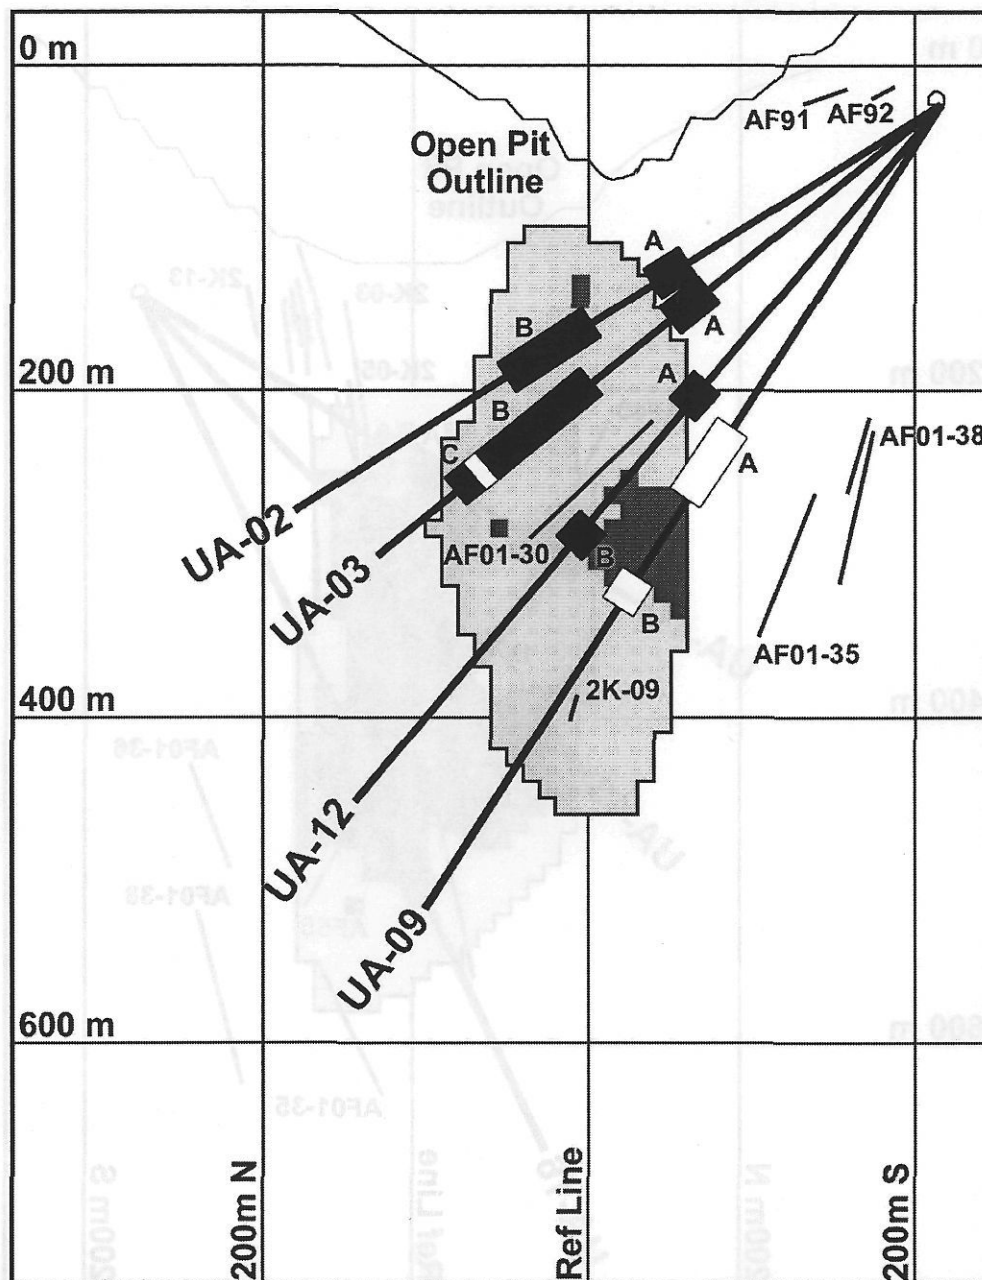 0 m
AF91
AF92
Open Pit
Outline
A
A
B
200 m
A
B
C
A
AF01-38
UA-02
AF01-30
B
UA-03
B
AF01-35
2K-09
400 m
UA-12
UA-09
600 m
200m N
Ref Line
200m S